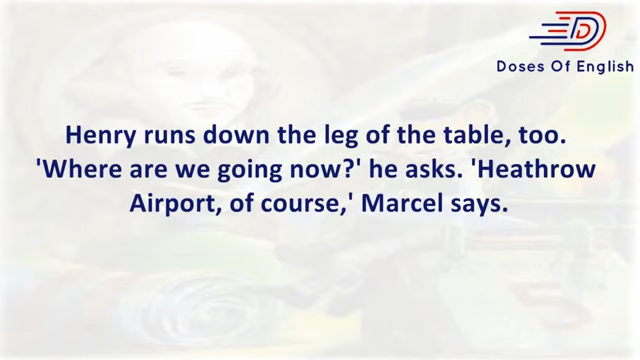 Doses Of English
Henry runs down the leg of the table, too.
'Where are we going now?' he asks. 'Heathrow
Airport, of course,' Marcel says.